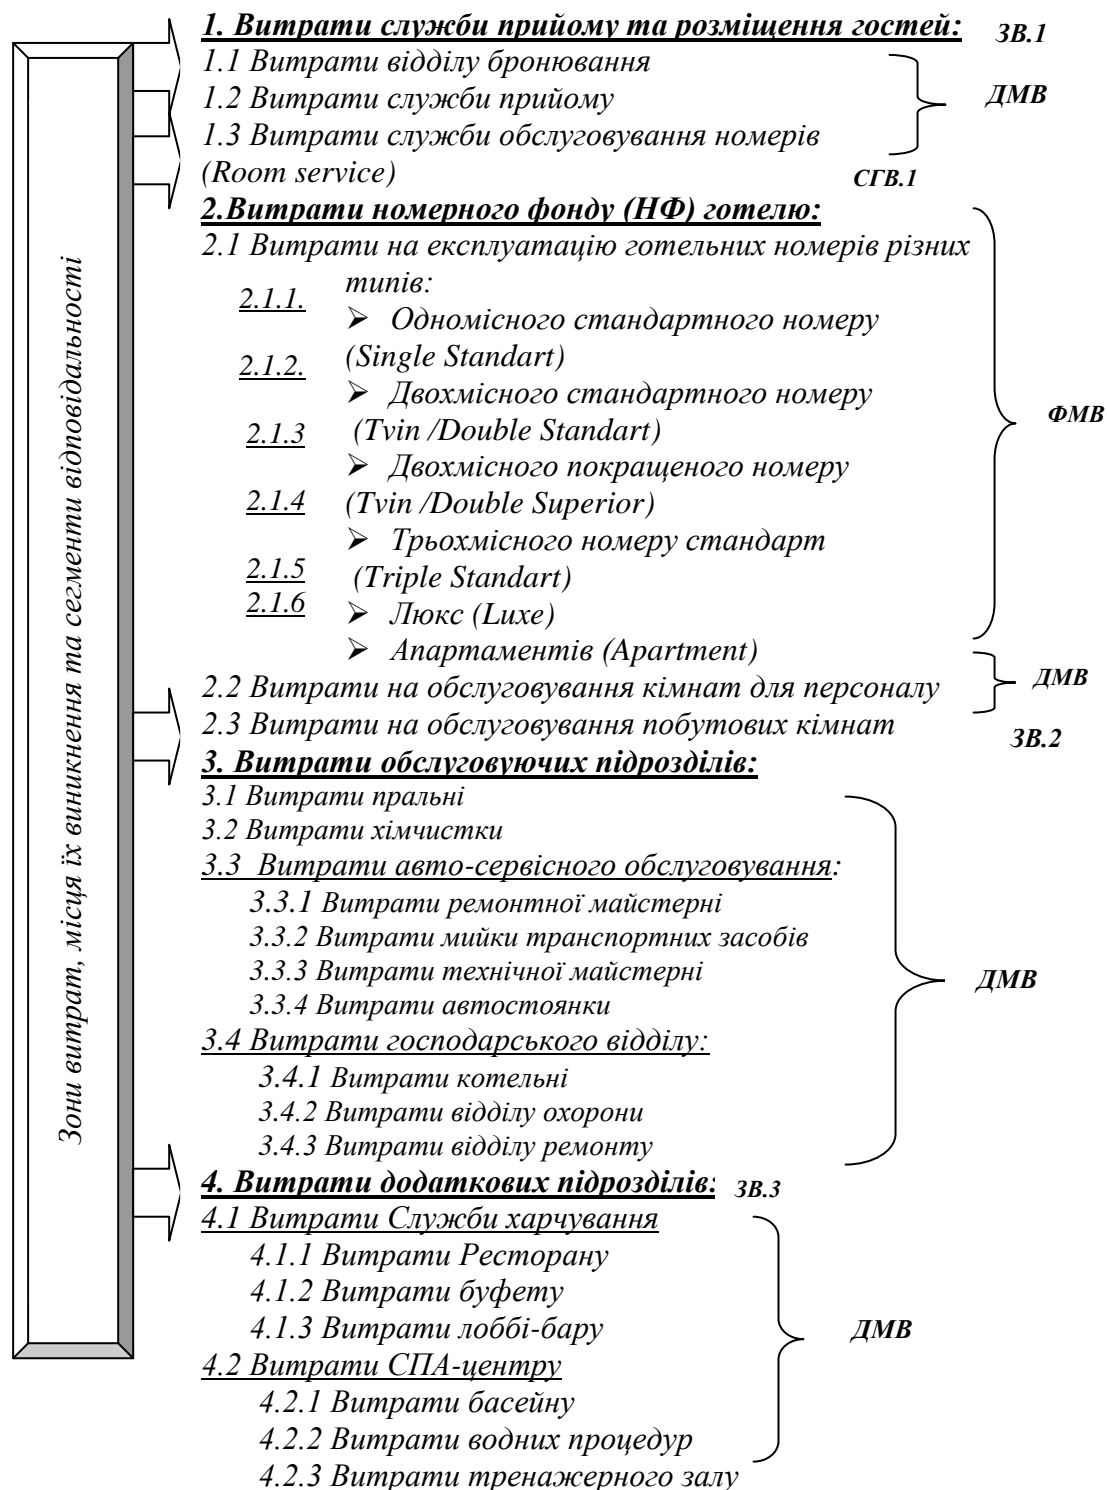 Зони витрат, місця їх виникнення та сегменти відповідальності
1. Витрати служби прийому та розміщення гостей: ЗВ.1
1.1 Витрати відділу бронювання
1.2 Витрати служби прийому ДМВ
1.3 Витрати служби обслуговування номерів
(Room service) СГВ.1
2.Витрати номерного фонду (НФ) готелю:
2.1 Витрати на експлуатацію готельних номерів різних
типів:
2.1.1. ➢ Одномісного стандартного номеру
(Single Standart)
2.1.2. ➢ Двохмісного стандартного номеру
ФМВ
2.1.3 (Tvin /Double Standart)
➢ Двохмісного покращеного номеру
2.1.4 (Tvin /Double Superior)
➢ Трьохмісного номеру стандарт
2.1.5 (Triple Standart)
2.1.6 ➢ Люкс (Luxe)
➢ Апартаментів (Apartment)
2.2 Витрати на обслуговування кімнат для персоналу ДМВ
2.3 Витрати на обслуговування побутових кімнат ЗВ.2
3. Витрати обслуговуючих підрозділів:
3.1 Витрати пральні
3.2 Витрати хімчистки
3.3 Витрати авто-сервісного обслуговування:
3.3.1 Витрати ремонтної майстерні
3.3.2 Витрати мийки транспортних засобів
3.3.3 Витрати технічної майстерні ДМВ
3.3.4 Витрати автостоянки
3.4 Витрати господарського відділу:
3.4.1 Витрати котельні
3.4.2 Витрати відділу охорони
3.4.3 Витрати відділу ремонту
4. Витрати додаткових підрозділів: ЗВ.3
4.1 Витрати Служби харчування
4.1.1 Витрати Ресторану
4.1.2 Витрати буфету
4.1.3 Витрати лоббі-бару ДМВ
4.2 Витрати СПА-центру
4.2.1 Витрати басейну
4.2.2 Витрати водних процедур
4.2.3 Витрати тренажерного залу